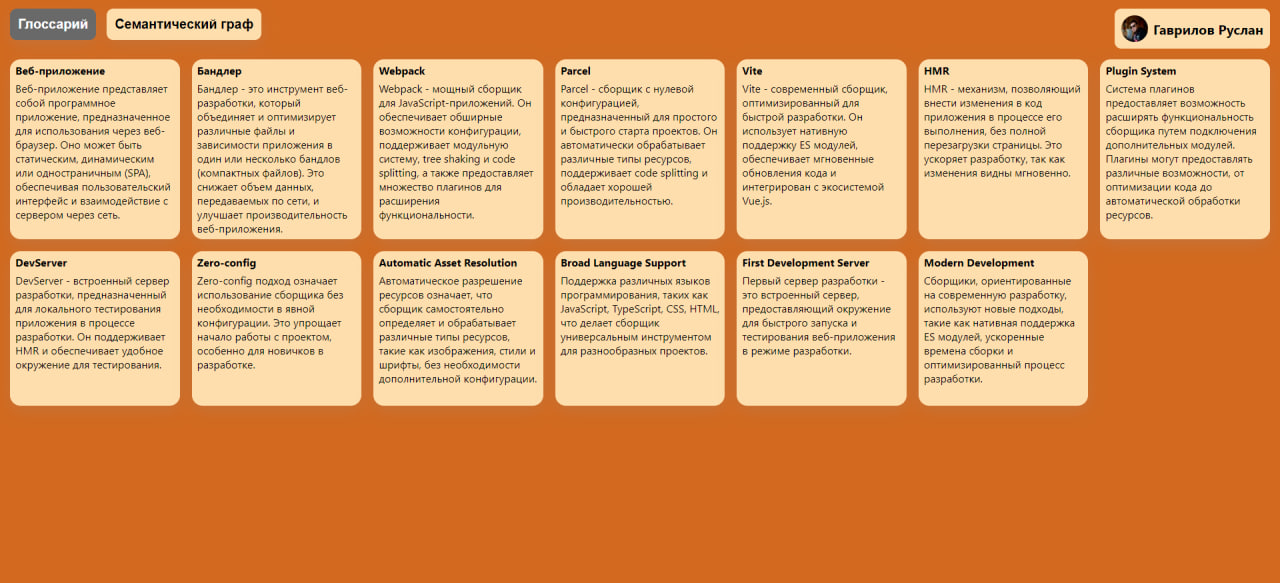 Глоссарий
Семантический граф
Гаврилов Руслан
Веб-приложение
Веб-приложение представляет
собой программное
приложение, предназначенное
для использования через веб-
браузер. Оно может быть
статическим, динамическим
или одностраничным (SPA),
обеспечивая пользовательский
интерфейс и взаимодействие с
сервером через сеть.
Бандлер
Бандлер - это инструмент веб-
разработки, который
объединяет и оптимизирует
различные файлы и
зависимости приложения в
один или несколько бандлов
(компактных файлов). Это
снижает объем данных,
передаваемых по сети, и
улучшает производительность
веб-приложения.
Webpack
Webpack - мощный сборщик
для JavaScript-приложений. Он
обеспечивает обширные
возможности конфигурации,
поддерживает модульную
систему, tree shaking и code
splitting, а также предоставляет
множество плагинов для
расширения
функциональности.
Parcel
Parcel - сборщик с нулевой
конфигурацией,
предназначенный для простого
и быстрого старта проектов. Он
автоматически обрабатывает
различные типы ресурсов,
поддерживает code splitting и
обладает хорошей
производительностью.
Vite
Vite - современный сборщик,
оптимизированный для
быстрой разработки. Он
использует нативную
поддержку ES модулей,
обеспечивает мгновенные
обновления кода и
интегрирован с экосистемой
Vue.js.
HMR
HMR - механизм, позволяющий
внести изменения в код
приложения в процессе его
выполнения, без полной
перезагрузки страницы. Это
ускоряет разработку, так как
изменения видны мгновенно.
Plugin System
Система плагинов
предоставляет возможность
расширять функциональность
сборщика путем подключения
дополнительных модулей.
Плагины могут предоставлять
различные возможности, от
оптимизации кода до
автоматической обработки
ресурсов.
DevServer
DevServer - встроенный сервер
разработки, предназначенный
для локального тестирования
приложения в процессе
разработки. Он поддерживает
HMR и обеспечивает удобное
окружение для тестирования.
Zero-config
Zero-config подход означает
использование сборщика без
необходимости в явной
конфигурации. Это упрощает
начало работы с проектом,
особенно для новичков в
разработке.
Automatic Asset Resolution
Автоматическое разрешение
ресурсов означает, что
сборщик самостоятельно
определяет и обрабатывает
различные типы ресурсов,
такие как изображения, стили и
шрифты, без необходимости
дополнительной конфигурации.
Broad Language Support
Поддержка различных языков
программирования, таких как
JavaScript, TypeScript, CSS, HTML,
что делает сборщик
универсальным инструментом
для разнообразных проектов.
First Development Server
Первый сервер разработки -
это встроенный сервер,
предоставляющий окружение
для быстрого запуска и
тестирования веб-приложения
в режиме разработки.
Modern Development
Сборщики, ориентированные
на современную разработку,
используют новые подходы,
такие как нативная поддержка
ES модулей, ускоренные
времена сборки и
оптимизированный процесс
разработки.